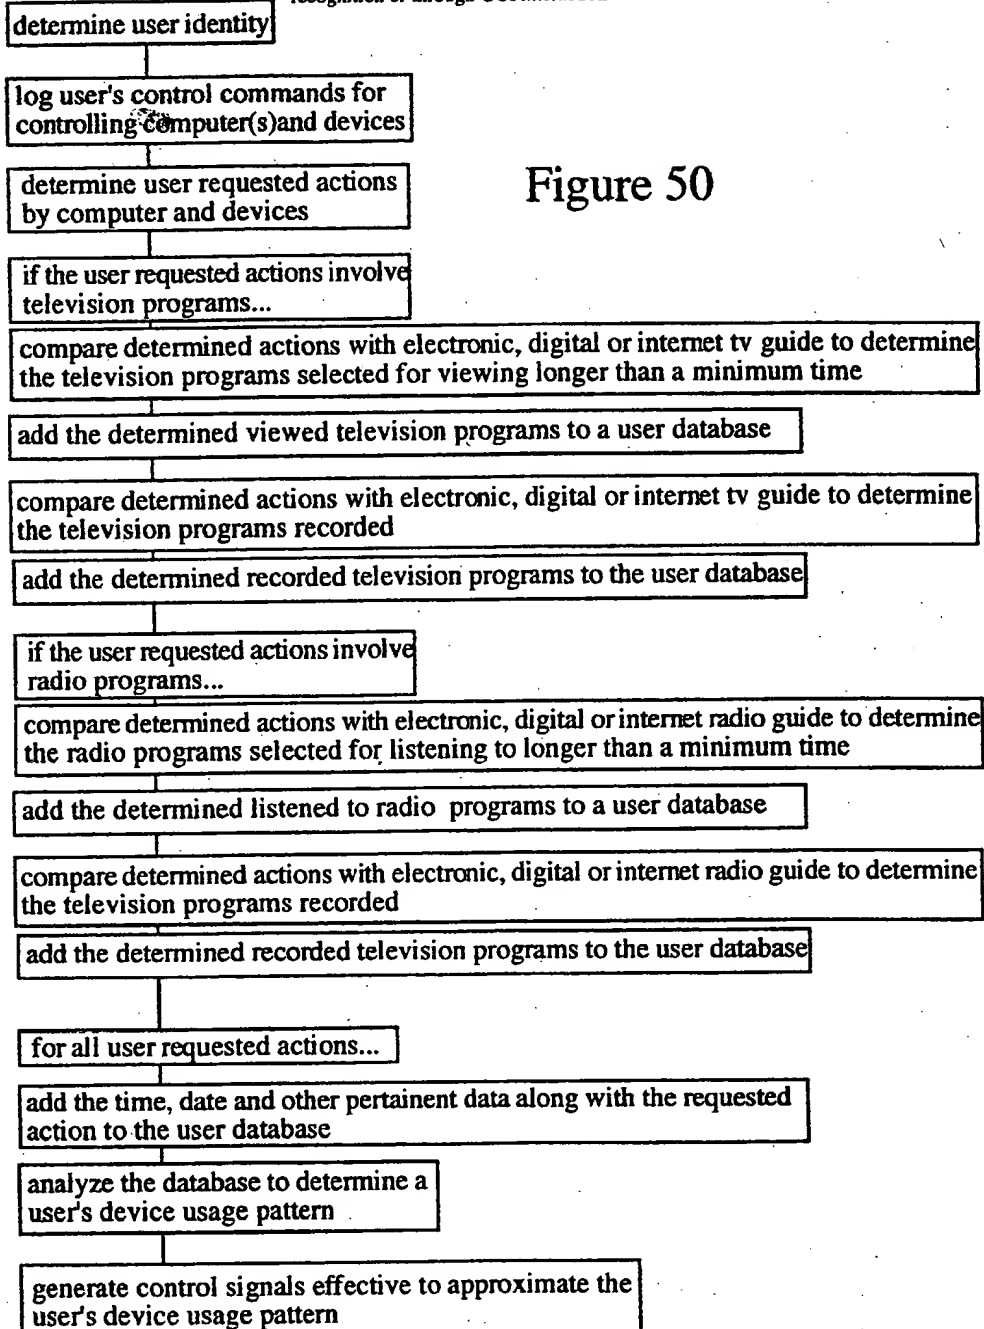 determine user identity
log user's control commands for
controlling computer(s)and devices
determine user requested actions
by computer and devices
Figure 50
if the user requested actions involve
television programs...
compare determined actions with electronic, digital or internet tv guide to determine
the television programs selected for viewing longer than a minimum time
add the determined viewed television programs to a user database
compare determined actions with electronic, digital or internet tv guide to determine
the television programs recorded
add the determined recorded television programs to the user database
if the user requested actions involve
radio programs...
compare determined actions with electronic, digital or internet radio guide to determine
the radio programs selected for listening to longer than a minimum time
add the determined listened to radio programs to a user database
compare determined actions with electronic, digital or internet radio guide to determine
the television programs recorded
add the determined recorded television programs to the user database
for all user requested actions...
add the time, date and other pertainent data along with the requested
action to the user database
analyze the database to determine a
user's device usage pattern
generate control signals effective to approximate the
user's device usage pattern